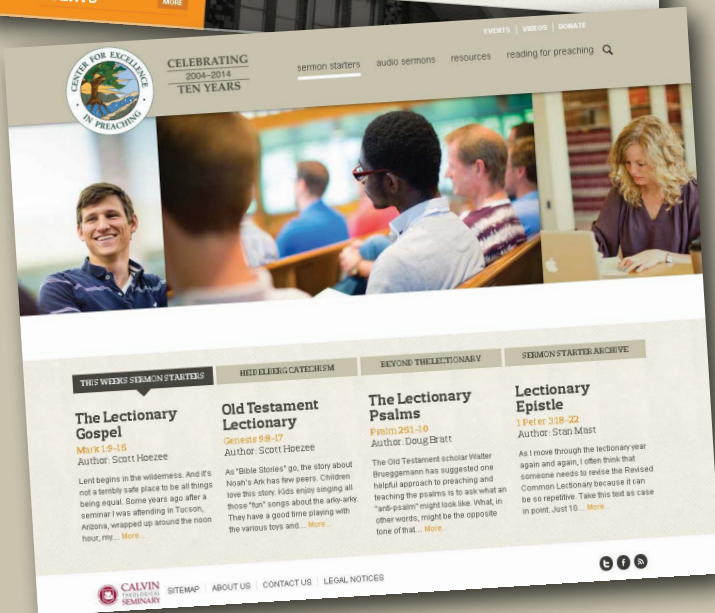 MORE
EVENTS | VIDEOS | DONATE
CENTER FOR EXCELLENCE
IN PREACHING
CELEBRATING
2004–2014
TEN YEARS
sermon starters audio sermons resources reading for preaching
THIS WEEKS SERMON STARTERS
HEIDELBERG CATECHISM
BEYOND THE LECTIONARY
SERMON STARTER ARCHIVE
The Lectionary
Gospel
Mark 1:9-15
Author: Scott Hoezee
Lent begins in the wilderness. And it's
not a terribly safe place to be all things
being equal. Some years ago after a
seminar I was attending in Tucson,
Arizona, wrapped up around the noon
hour, my... More...
Old Testament
Lectionary
Genesis 9:8-17
Author: Scott Hoezee
As "Bible Stories" go, the story about
Noah's Ark has few peers. Children
love this story. Kids enjoy singing all
those "fun" songs about the arky-arky.
They have a good time playing with
the various toys and... More...
The Lectionary
Psalms
Psalm 25:1-10
Author: Doug Bratt
The Old Testament scholar Walter
Brueggemann has suggested one
helpful approach to preaching and
teaching the psalms is to ask what an
"anti-psalm" might look like. What, in
other words, might be the opposite
tone of that... More...
Lectionary
Epistle
1 Peter 3:18-22
Author: Stan Mast
As I move through the lectionary year
again and again, I often think that
someone needs to revise the Revised
Common Lectionary because it can
be so repetitive. Take this text as case
in point. Just 10... More...
CALVIN
THEOLOGICAL
SEMINARY
SITEMAP | ABOUT US | CONTACT US | LEGAL NOTICES